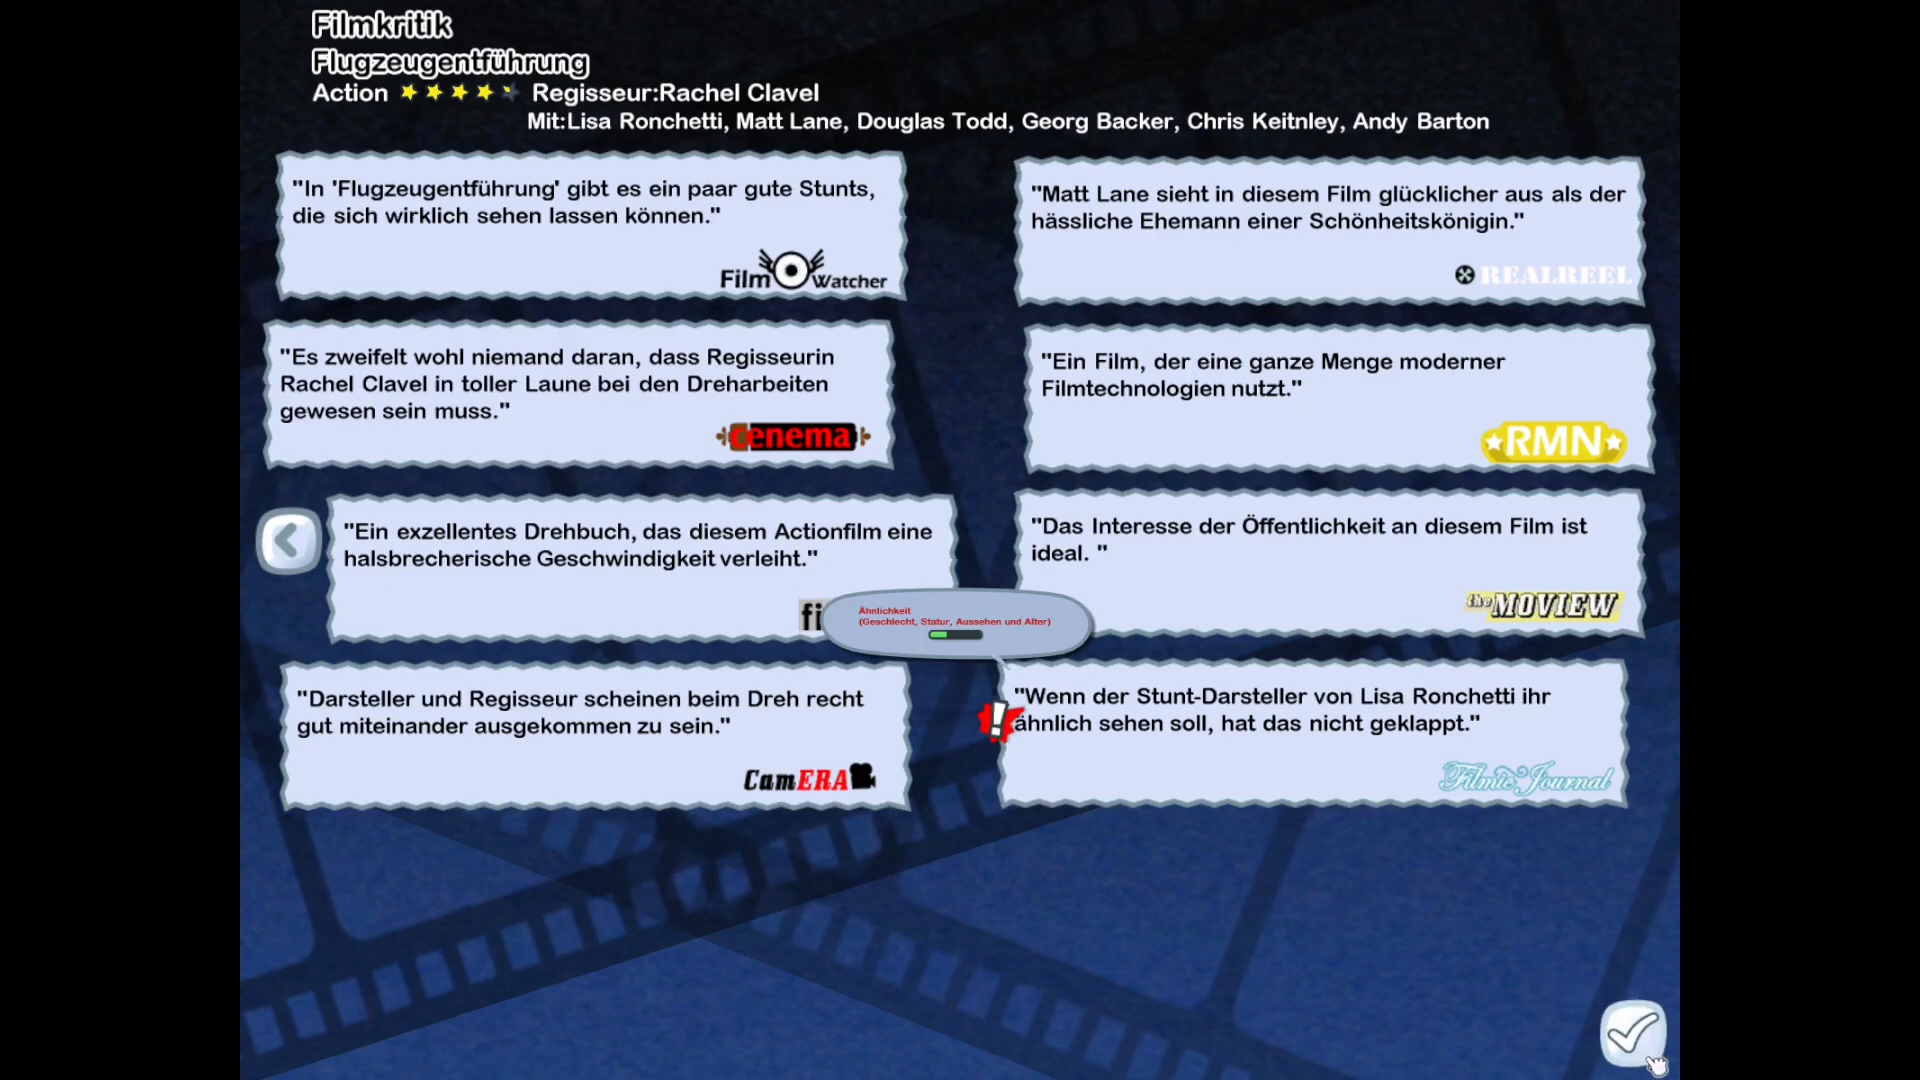 Filmkritik
Flugzeugentführung
Action Regisseur:Rachel Clavel
Mit:Lisa Ronchetti, Matt Lane, Douglas Todd, Georg Backer, Chris Keitnley, Andy Barton
"In 'Flugzeugentführung' gibt es ein paar gute Stunts,
die sich wirklich sehen lassen können."
Film Watcher
"Matt Lane sieht in diesem Film glücklicher aus als der
hässliche Ehemann einer Schönheitskönigin."
REALREEL
"Es zweifelt wohl niemand daran, dass Regisseurin
Rachel Clavel in toller Laune bei den Dreharbeiten
gewesen sein muss."
cenema
"Ein Film, der eine ganze Menge moderner
Filmtechnologien nutzt."
RMN
"Ein exzellentes Drehbuch, das diesem Actionfilm eine
halsbrecherische Geschwindigkeit verleiht."
fi
"Das Interesse der Öffentlichkeit an diesem Film ist
ideal. "
the MOVIEW
Ähnlichkeit
(Geschlecht, Statur, Aussehen und Alter)
"Darsteller und Regisseur scheinen beim Dreh recht
gut miteinander ausgekommen zu sein."
CamERA
"Wenn der Stunt-Darsteller von Lisa Ronchetti ihr
ähnlich sehen soll, hat das nicht geklappt."
Filmic Journal